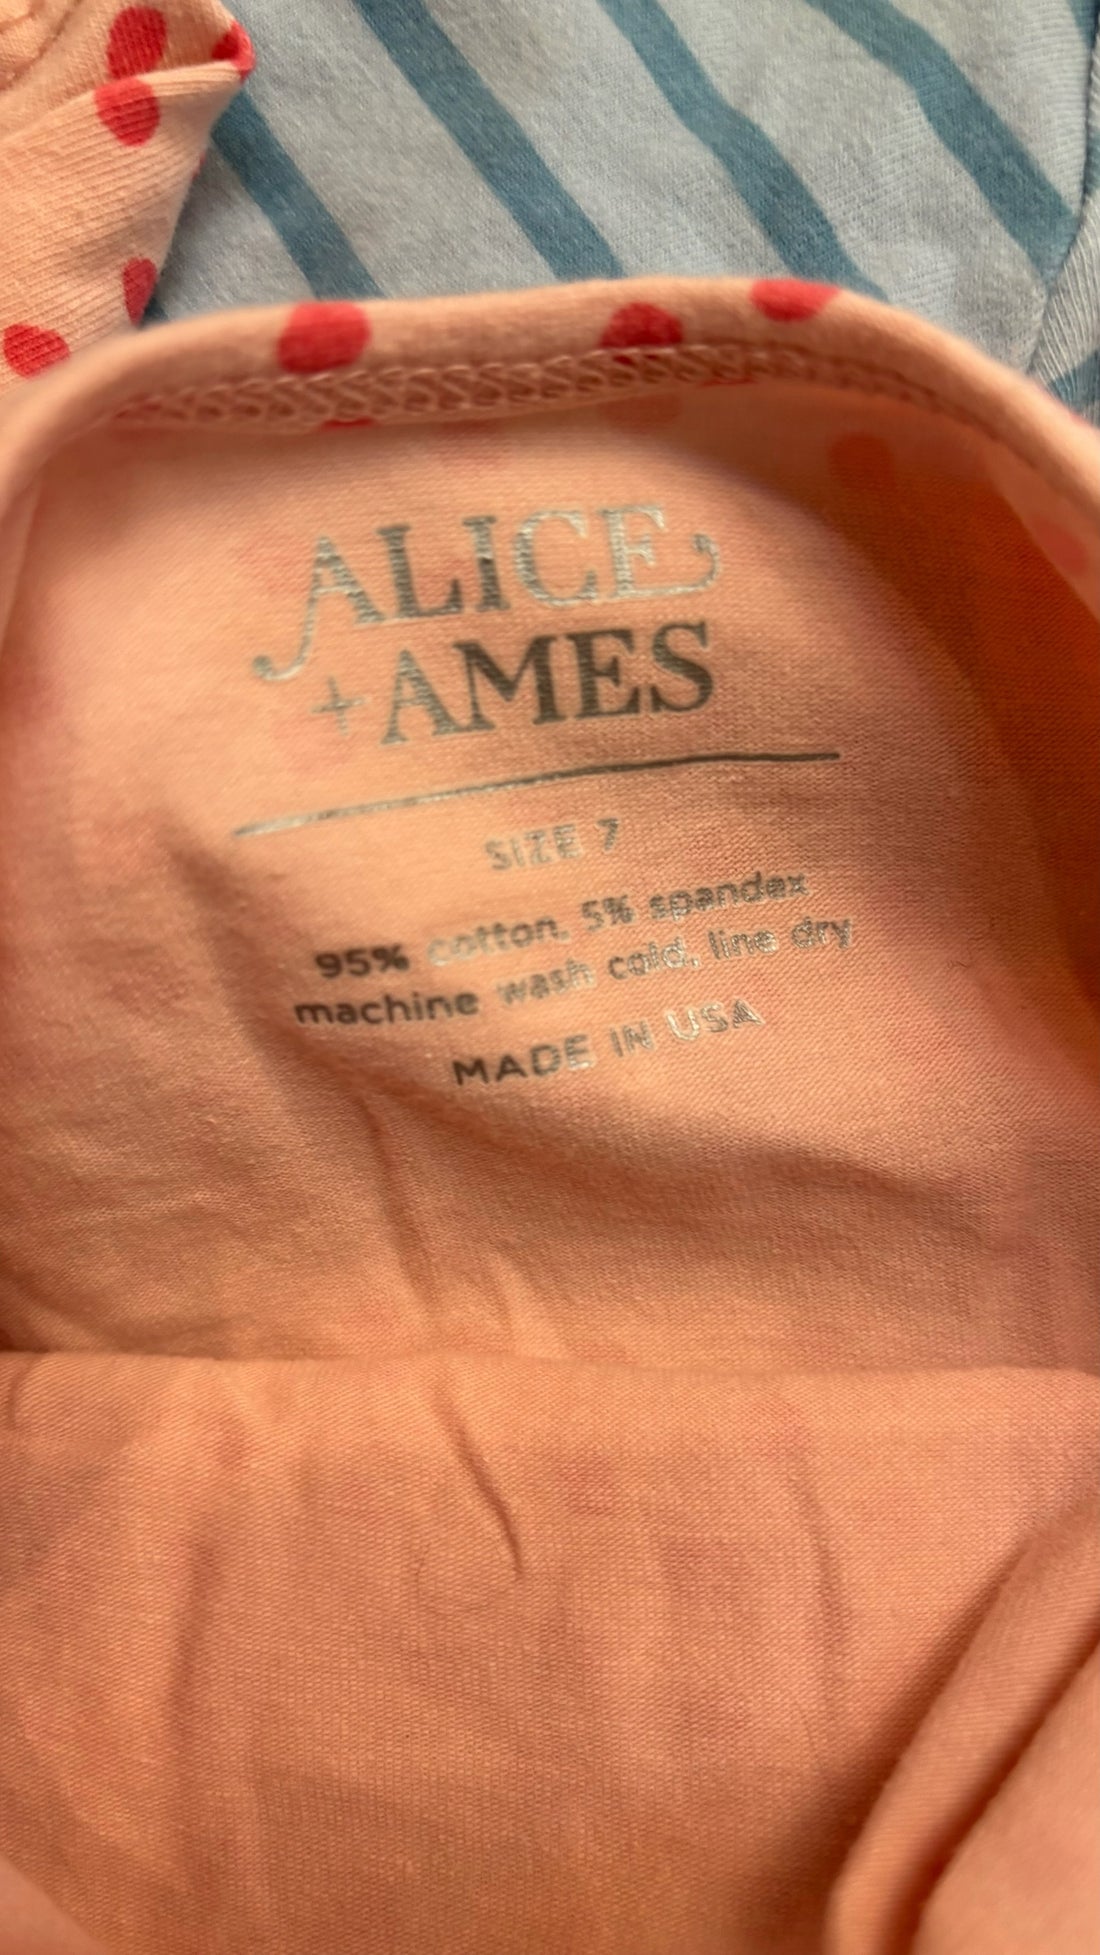 ALICE
+AMES
SIZE 7
95% cotton, 5% spandex
machine wash cold, line dry
MADE IN USA